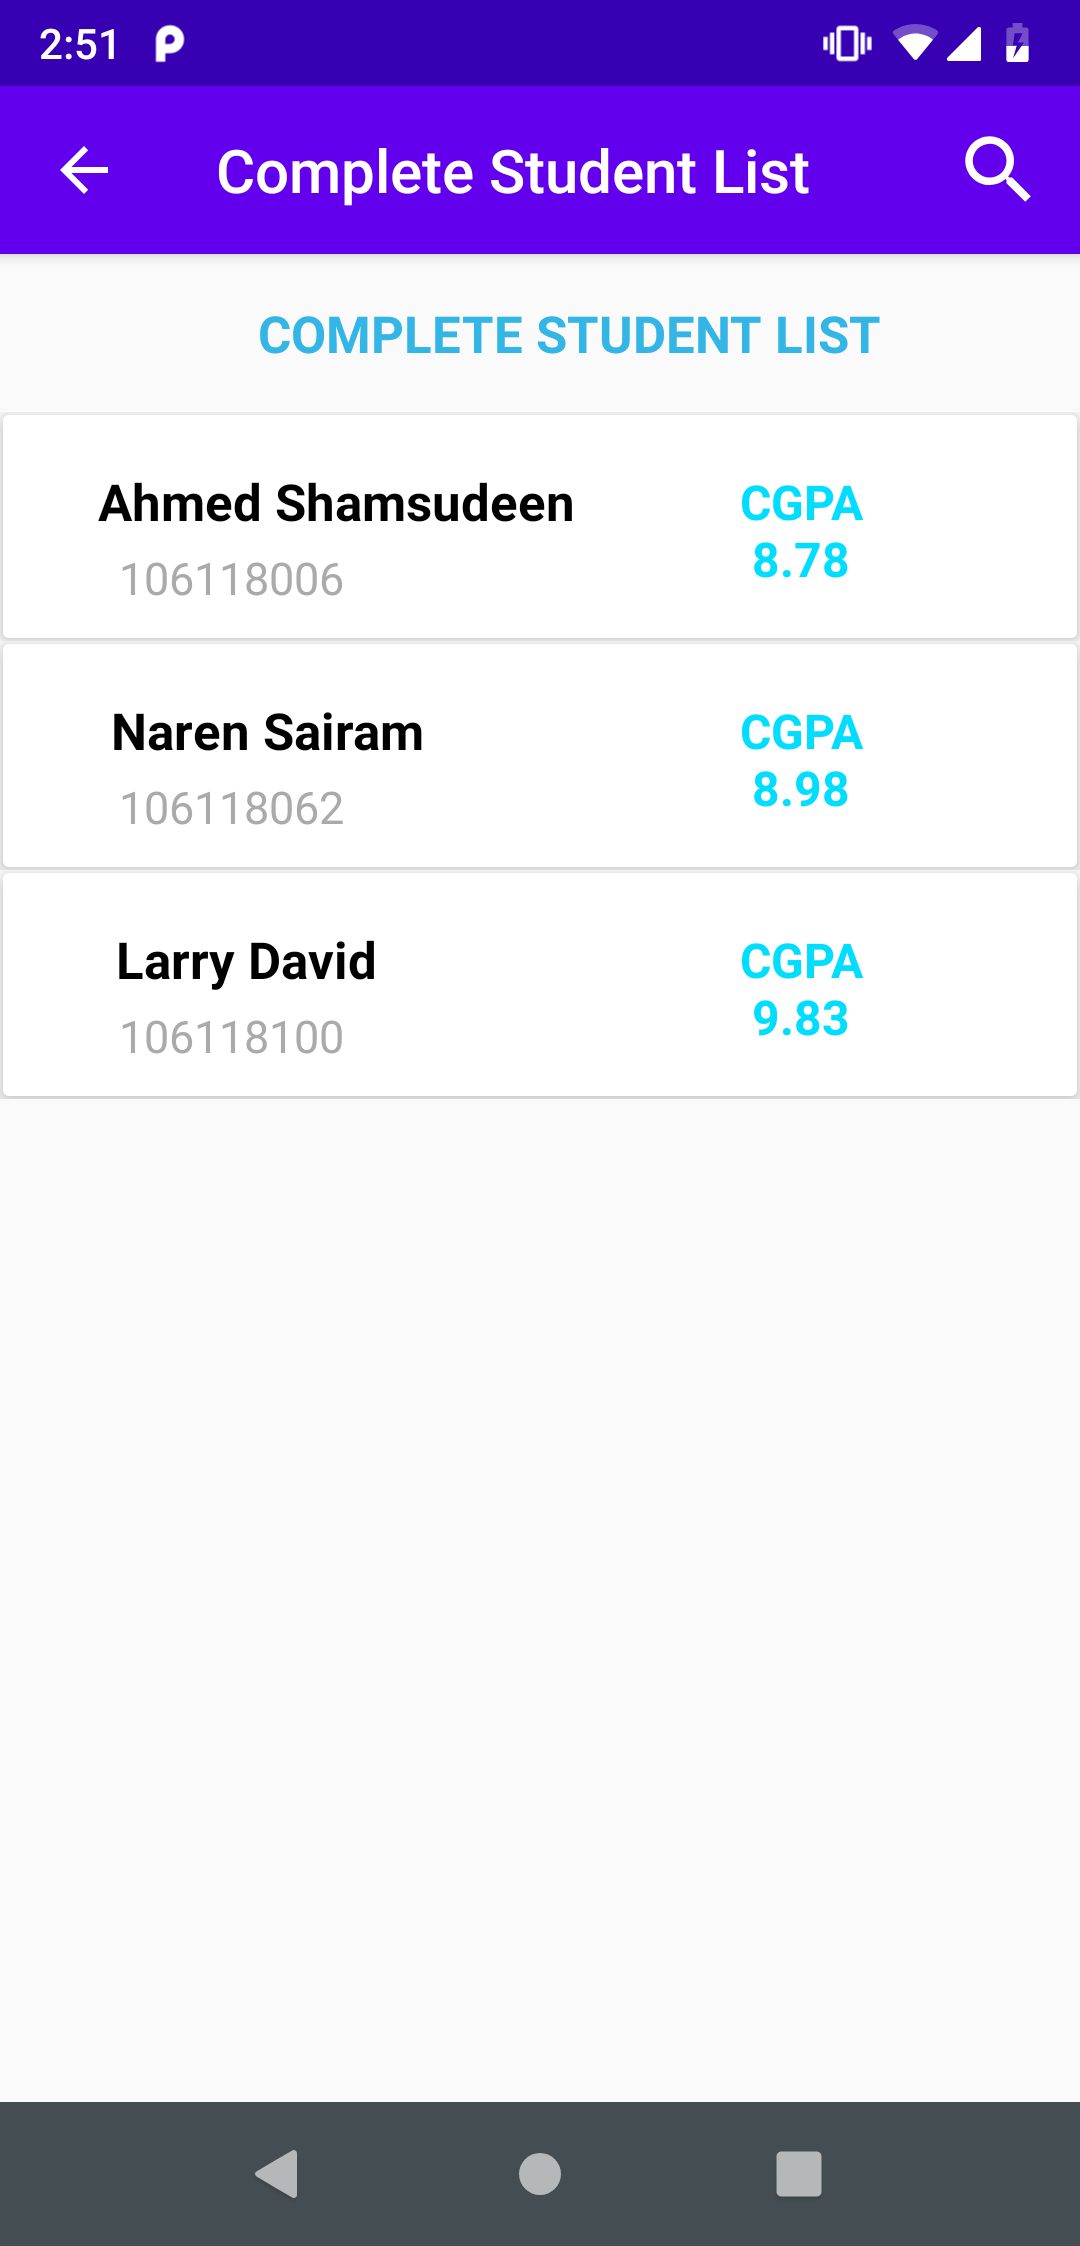 2:51
Complete Student List
COMPLETE STUDENT LIST
Ahmed Shamsudeen
106118006
CGPA
8.78
Naren Sairam
106118062
CGPA
8.98
Larry David
106118100
CGPA
9.83